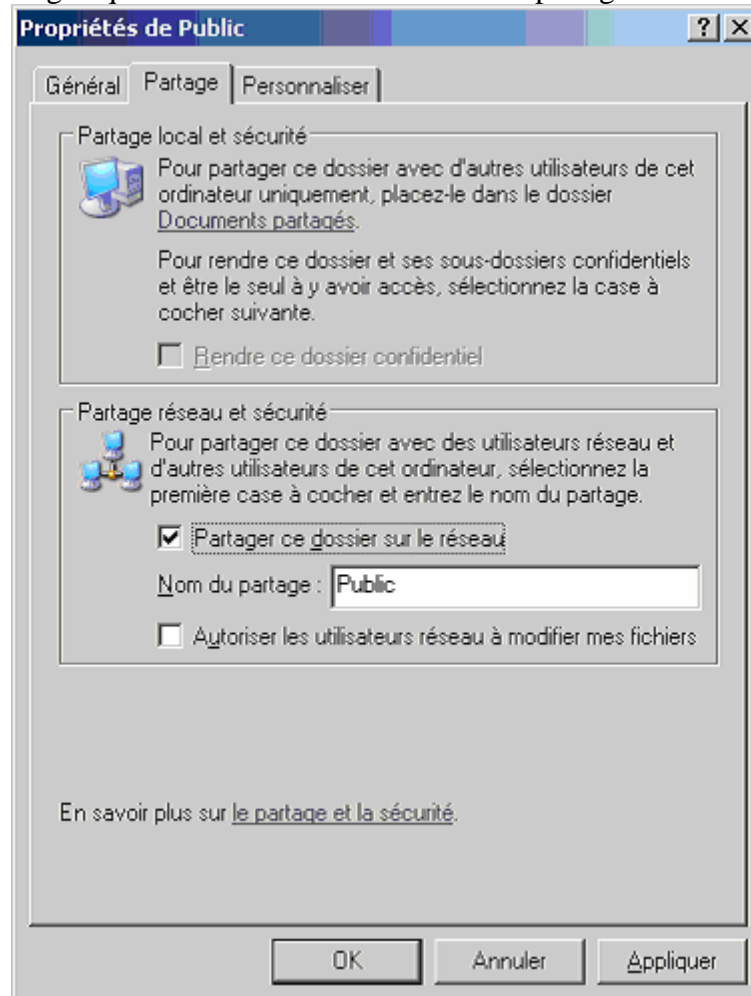 Propriétés de Public
Général Partage Personnaliser
Partage local et sécurité
Pour partager ce dossier avec d'autres utilisateurs de cet
ordinateur uniquement, placez-le dans le dossier
Documents partagés.
Pour rendre ce dossier et ses sous-dossiers confidentiels
et être le seul à y avoir accès, sélectionnez la case à
cocher suivante.
Rendre ce dossier confidentiel
Partage réseau et sécurité
Pour partager ce dossier avec des utilisateurs réseau et
d'autres utilisateurs de cet ordinateur, sélectionnez la
première case à cocher et entrez le nom du partage.
Partager ce dossier sur le réseau
Nom du partage : Public
Autoriser les utilisateurs réseau à modifier mes fichiers
En savoir plus sur le partage et la sécurité.
OK Annuler Appliquer